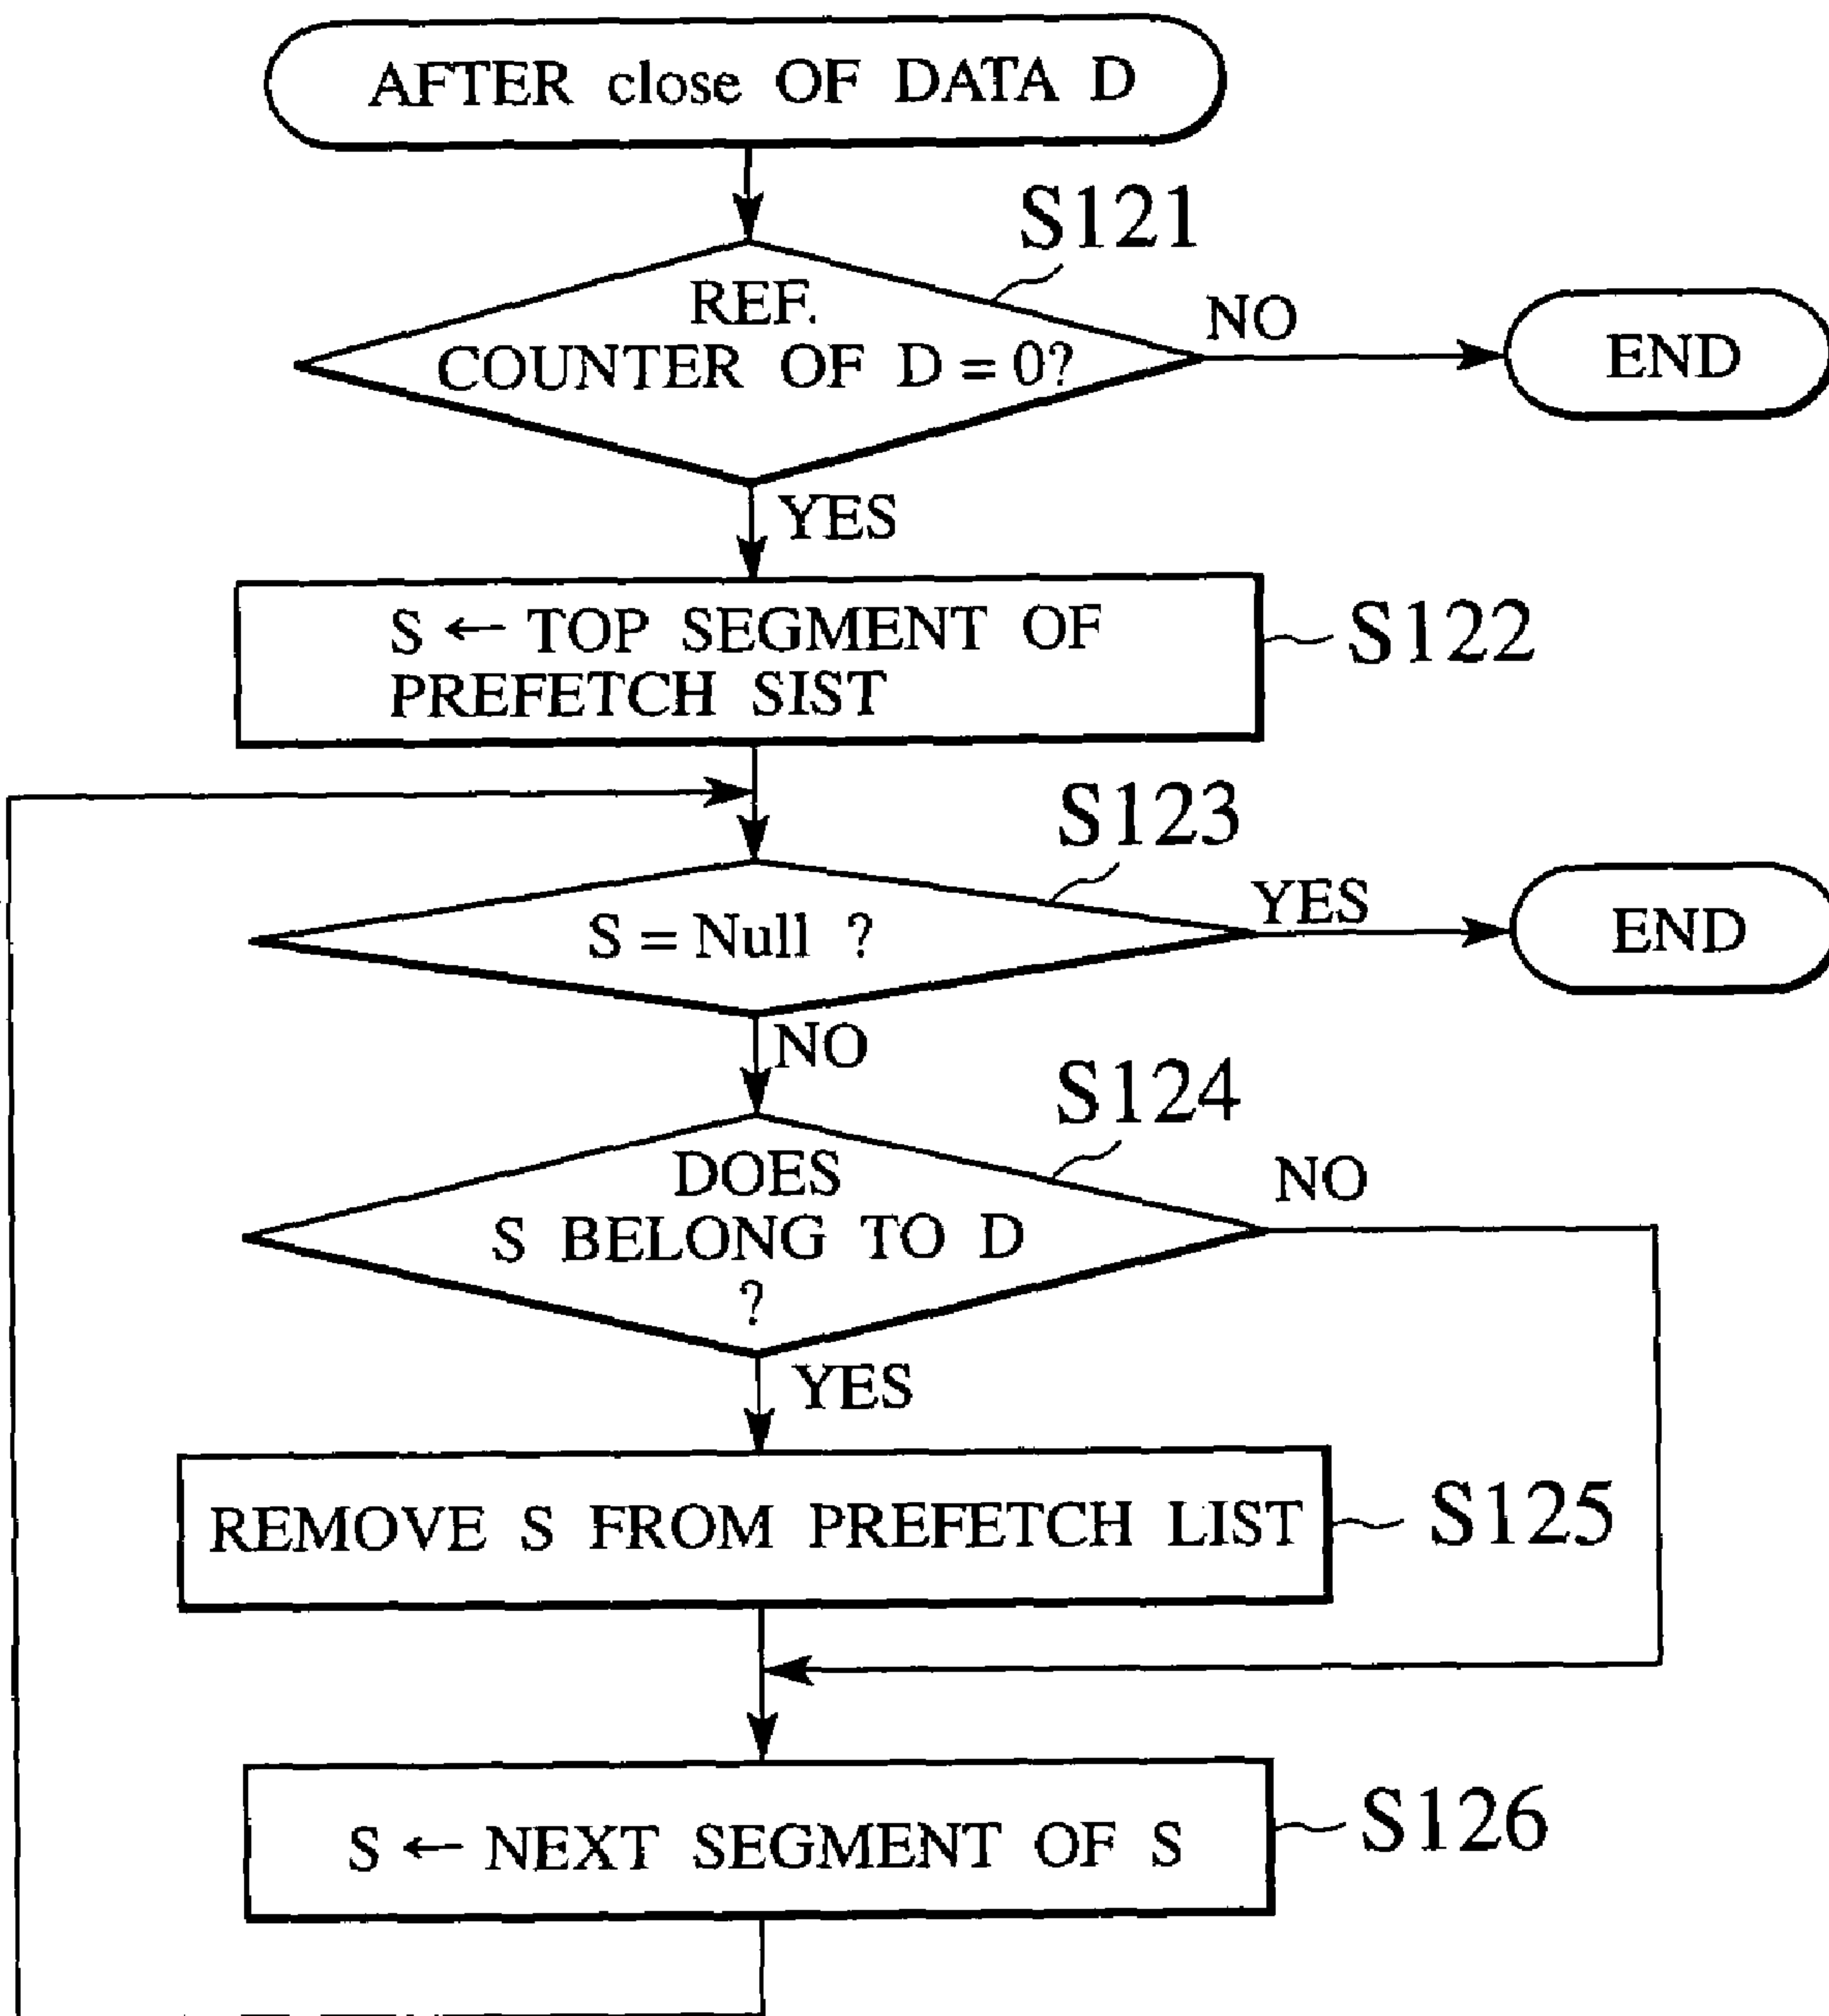 AFTER close OF DATA D
S121
REF.
COUNTER OF D = 0?
NO
END
YES
S ← TOP SEGMENT OF
PREFETCH SIST
S122
S123
S = Null ?
YES
END
NO
S124
DOES
S BELONG TO D
?
NO
YES
REMOVE S FROM PREFETCH LIST
S125
S ← NEXT SEGMENT OF S
S126